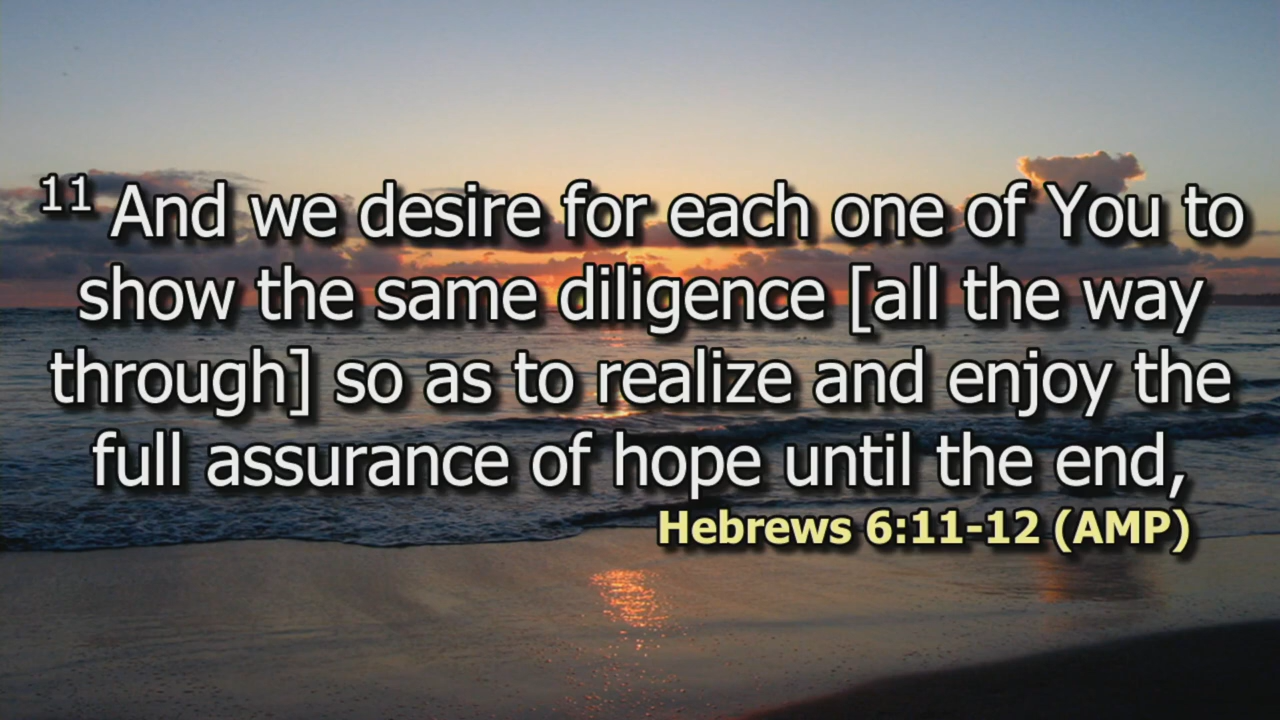 11 And we desire for each one of You to
show the same diligence [all the way
through] so as to realize and enjoy the
full assurance of hope until the end,
Hebrews 6:11-12 (AMP)